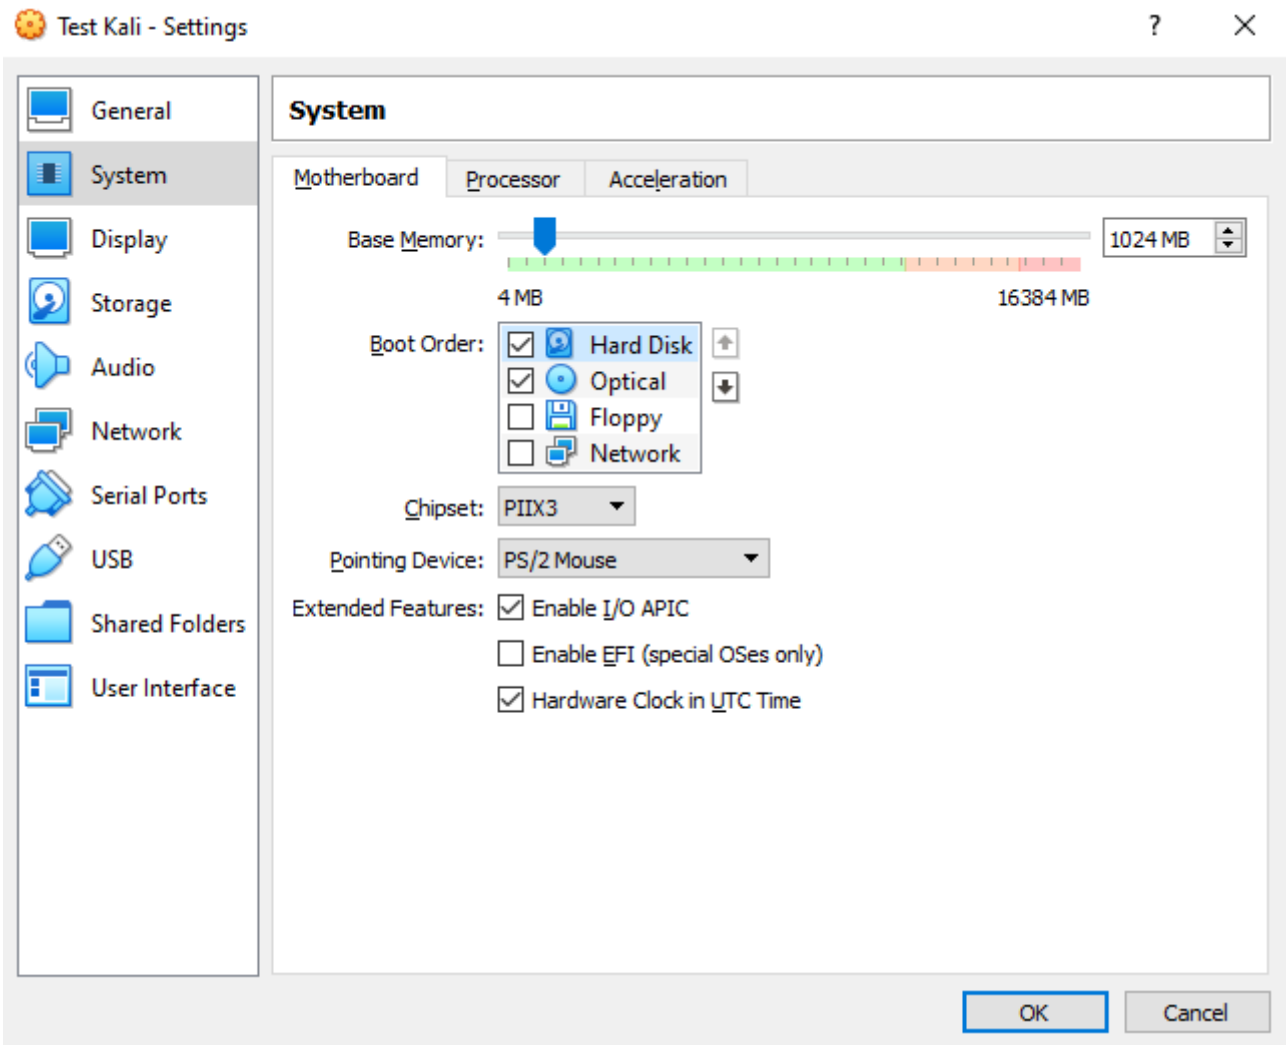 Test Kali - Settings
?
General
System
Display
Storage
Audio
Network
Serial Ports
USB
Shared Folders
User Interface
System
Motherboard Processor Acceleration
Base Memory: 1024 MB
4 MB 16384 MB
Boot Order: Hard Disk
Optical
Floppy
Network
Chipset: PIIX3
Pointing Device: PS/2 Mouse
Extended Features: Enable I/O APIC
Enable EFI (special OSes only)
Hardware Clock in UTC Time
OK Cancel